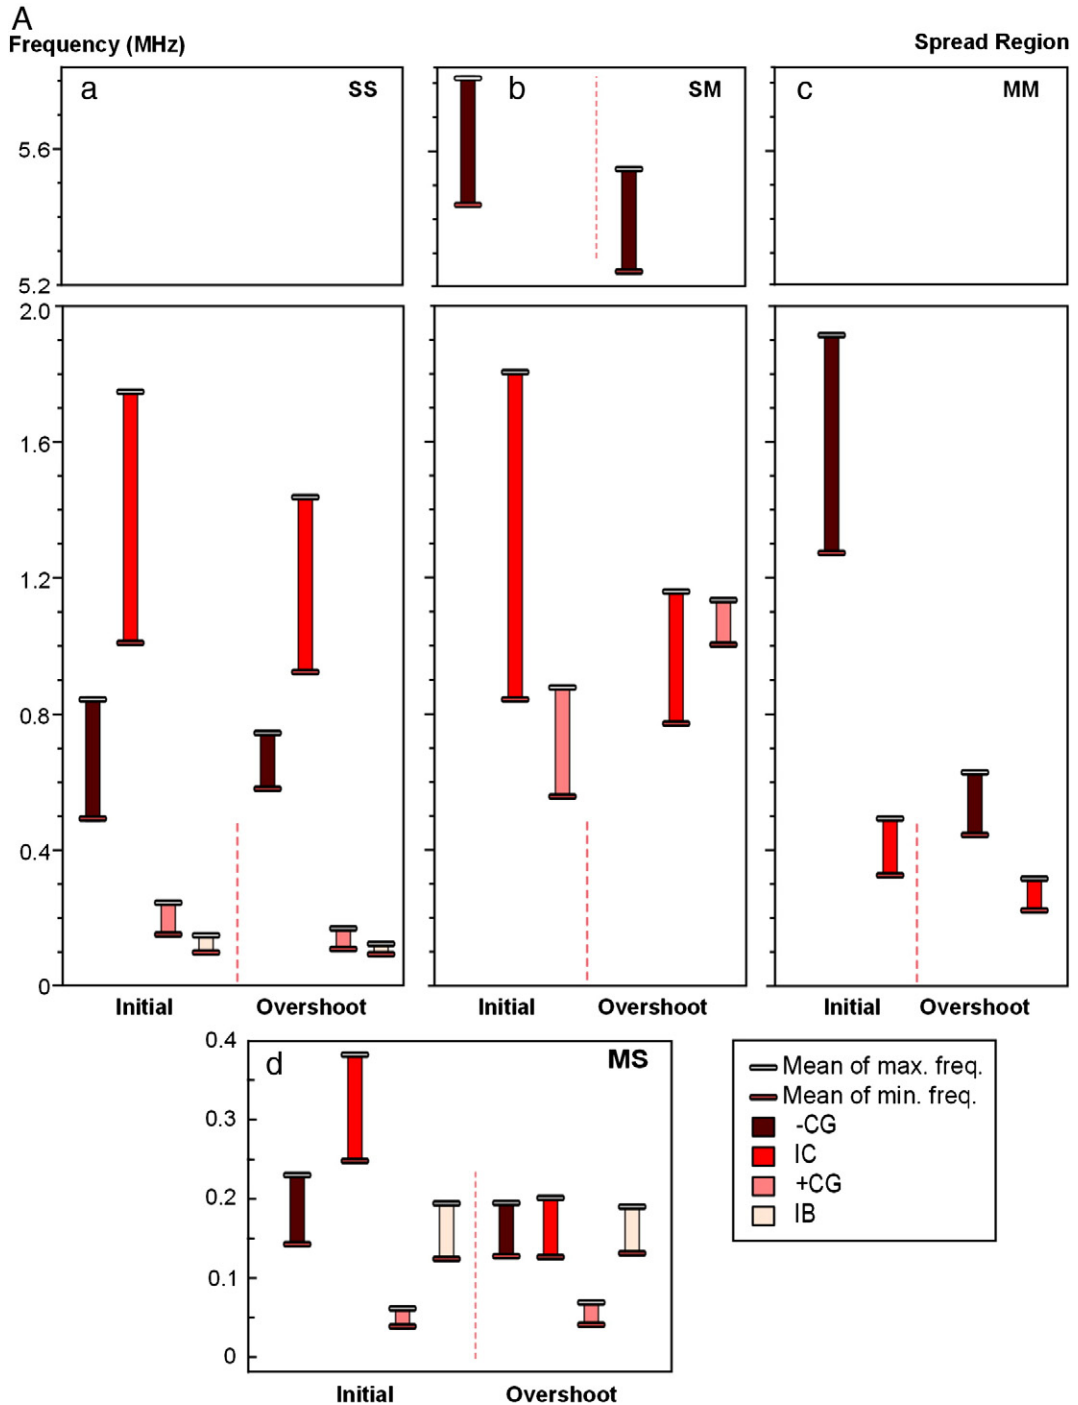 A
Frequency (MHz) Spread Region
a SS b SM c MM
5.6
5.2
2.0
1.6
1.2
0.8
0.4
0
Initial Overshoot Initial Overshoot Initial Overshoot
0.4
d MS
0.3
0.2
0.1
0
Initial Overshoot
Mean of max. freq.
Mean of min. freq.
-CG
IC
+CG
IB